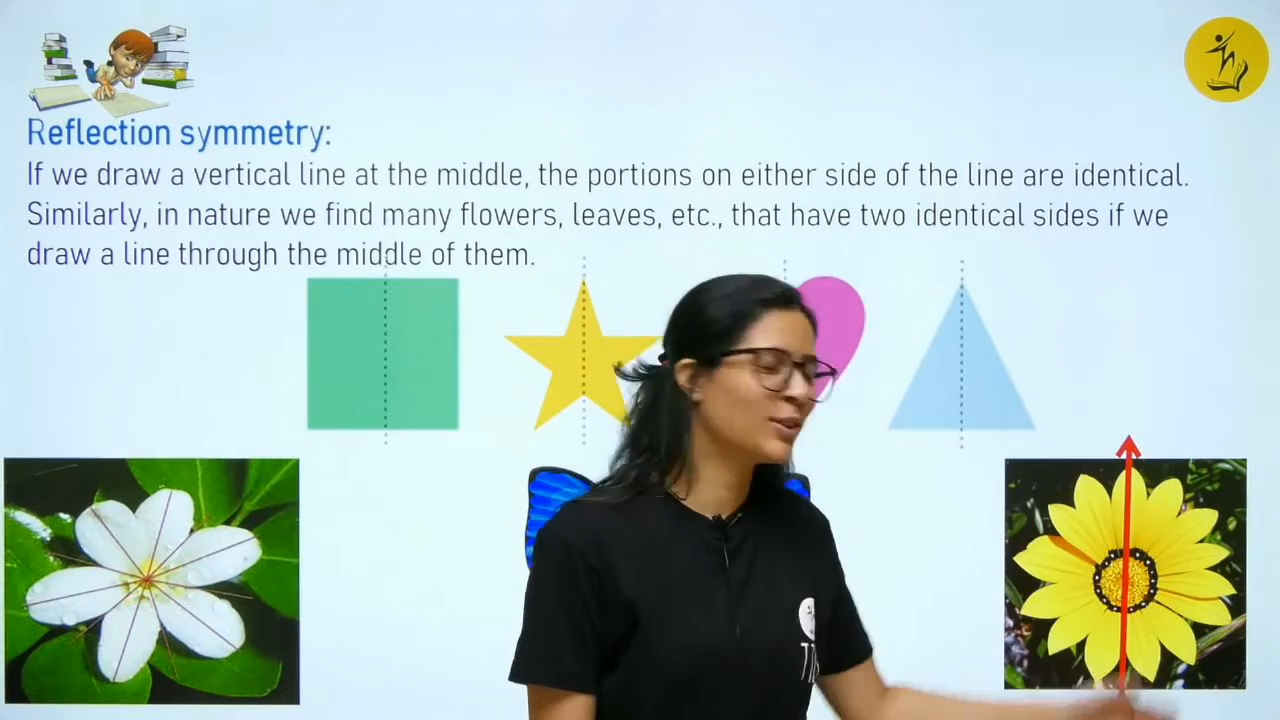 Reflection symmetry:
If we draw a vertical line at the middle, the portions on either side of the line are identical.
Similarly, in nature we find many flowers, leaves, etc., that have two identical sides if we
draw a line through the middle of them.